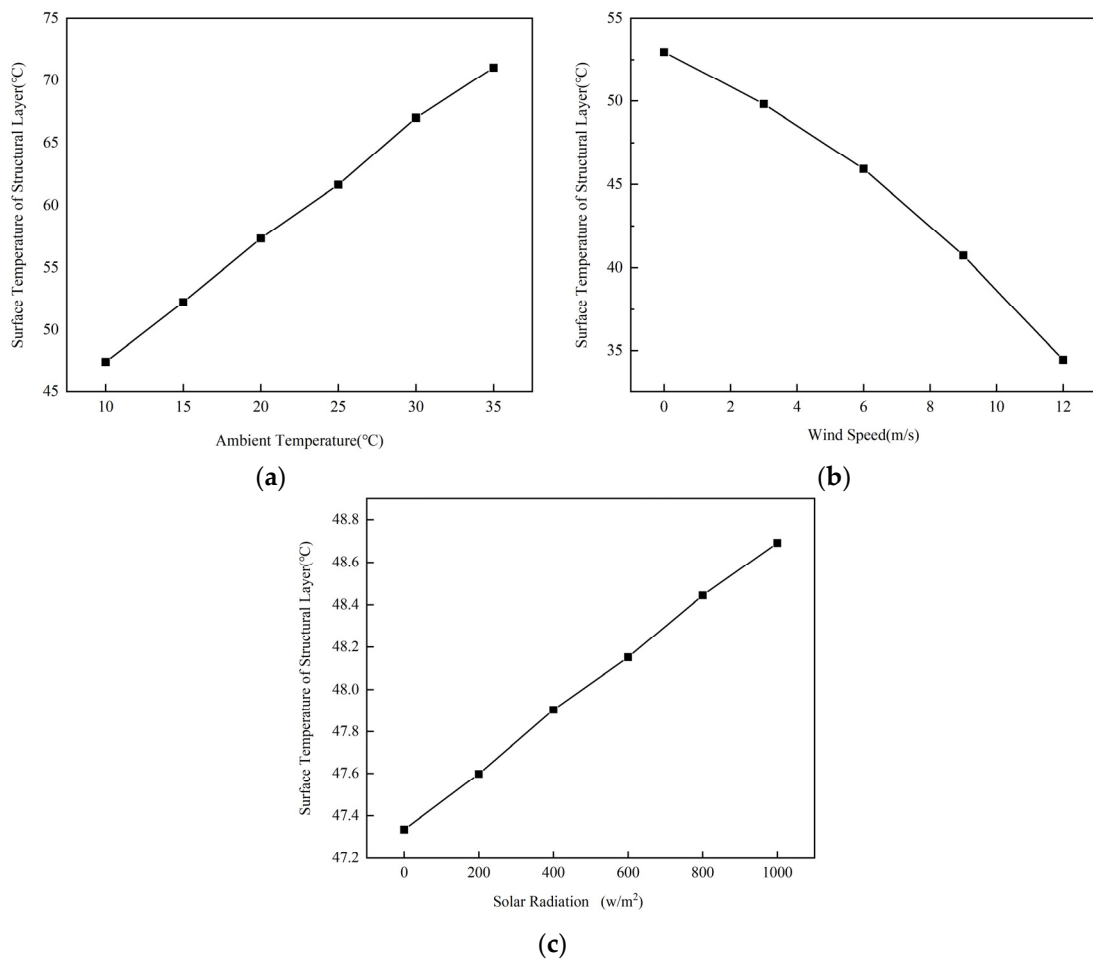 75
70
65
60
55
50
45
Surface Temperature of Structural Layer(℃)
10 15 20 25 30 35
Ambient Temperature(℃)
(a)
55
50
45
40
35
Surface Temperature of Structural Layer(℃)
0 2 4 6 8 10 12
Wind Speed(m/s)
(b)
48.8
48.6
48.4
48.2
48.0
47.8
47.6
47.4
47.2
Surface Temperature of Structural Layer(℃)
0 200 400 600 800 1000
Solar Radiation (w/m²)
(c)